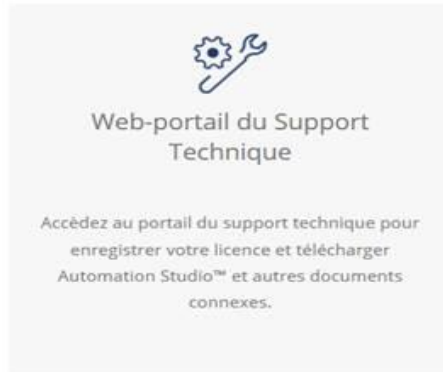 Web-portail du Support
Technique
Accèdez au portail du support technique pour
enregistrer votre licence et télécharger
Automation Studio™ et autres documents
connexes.